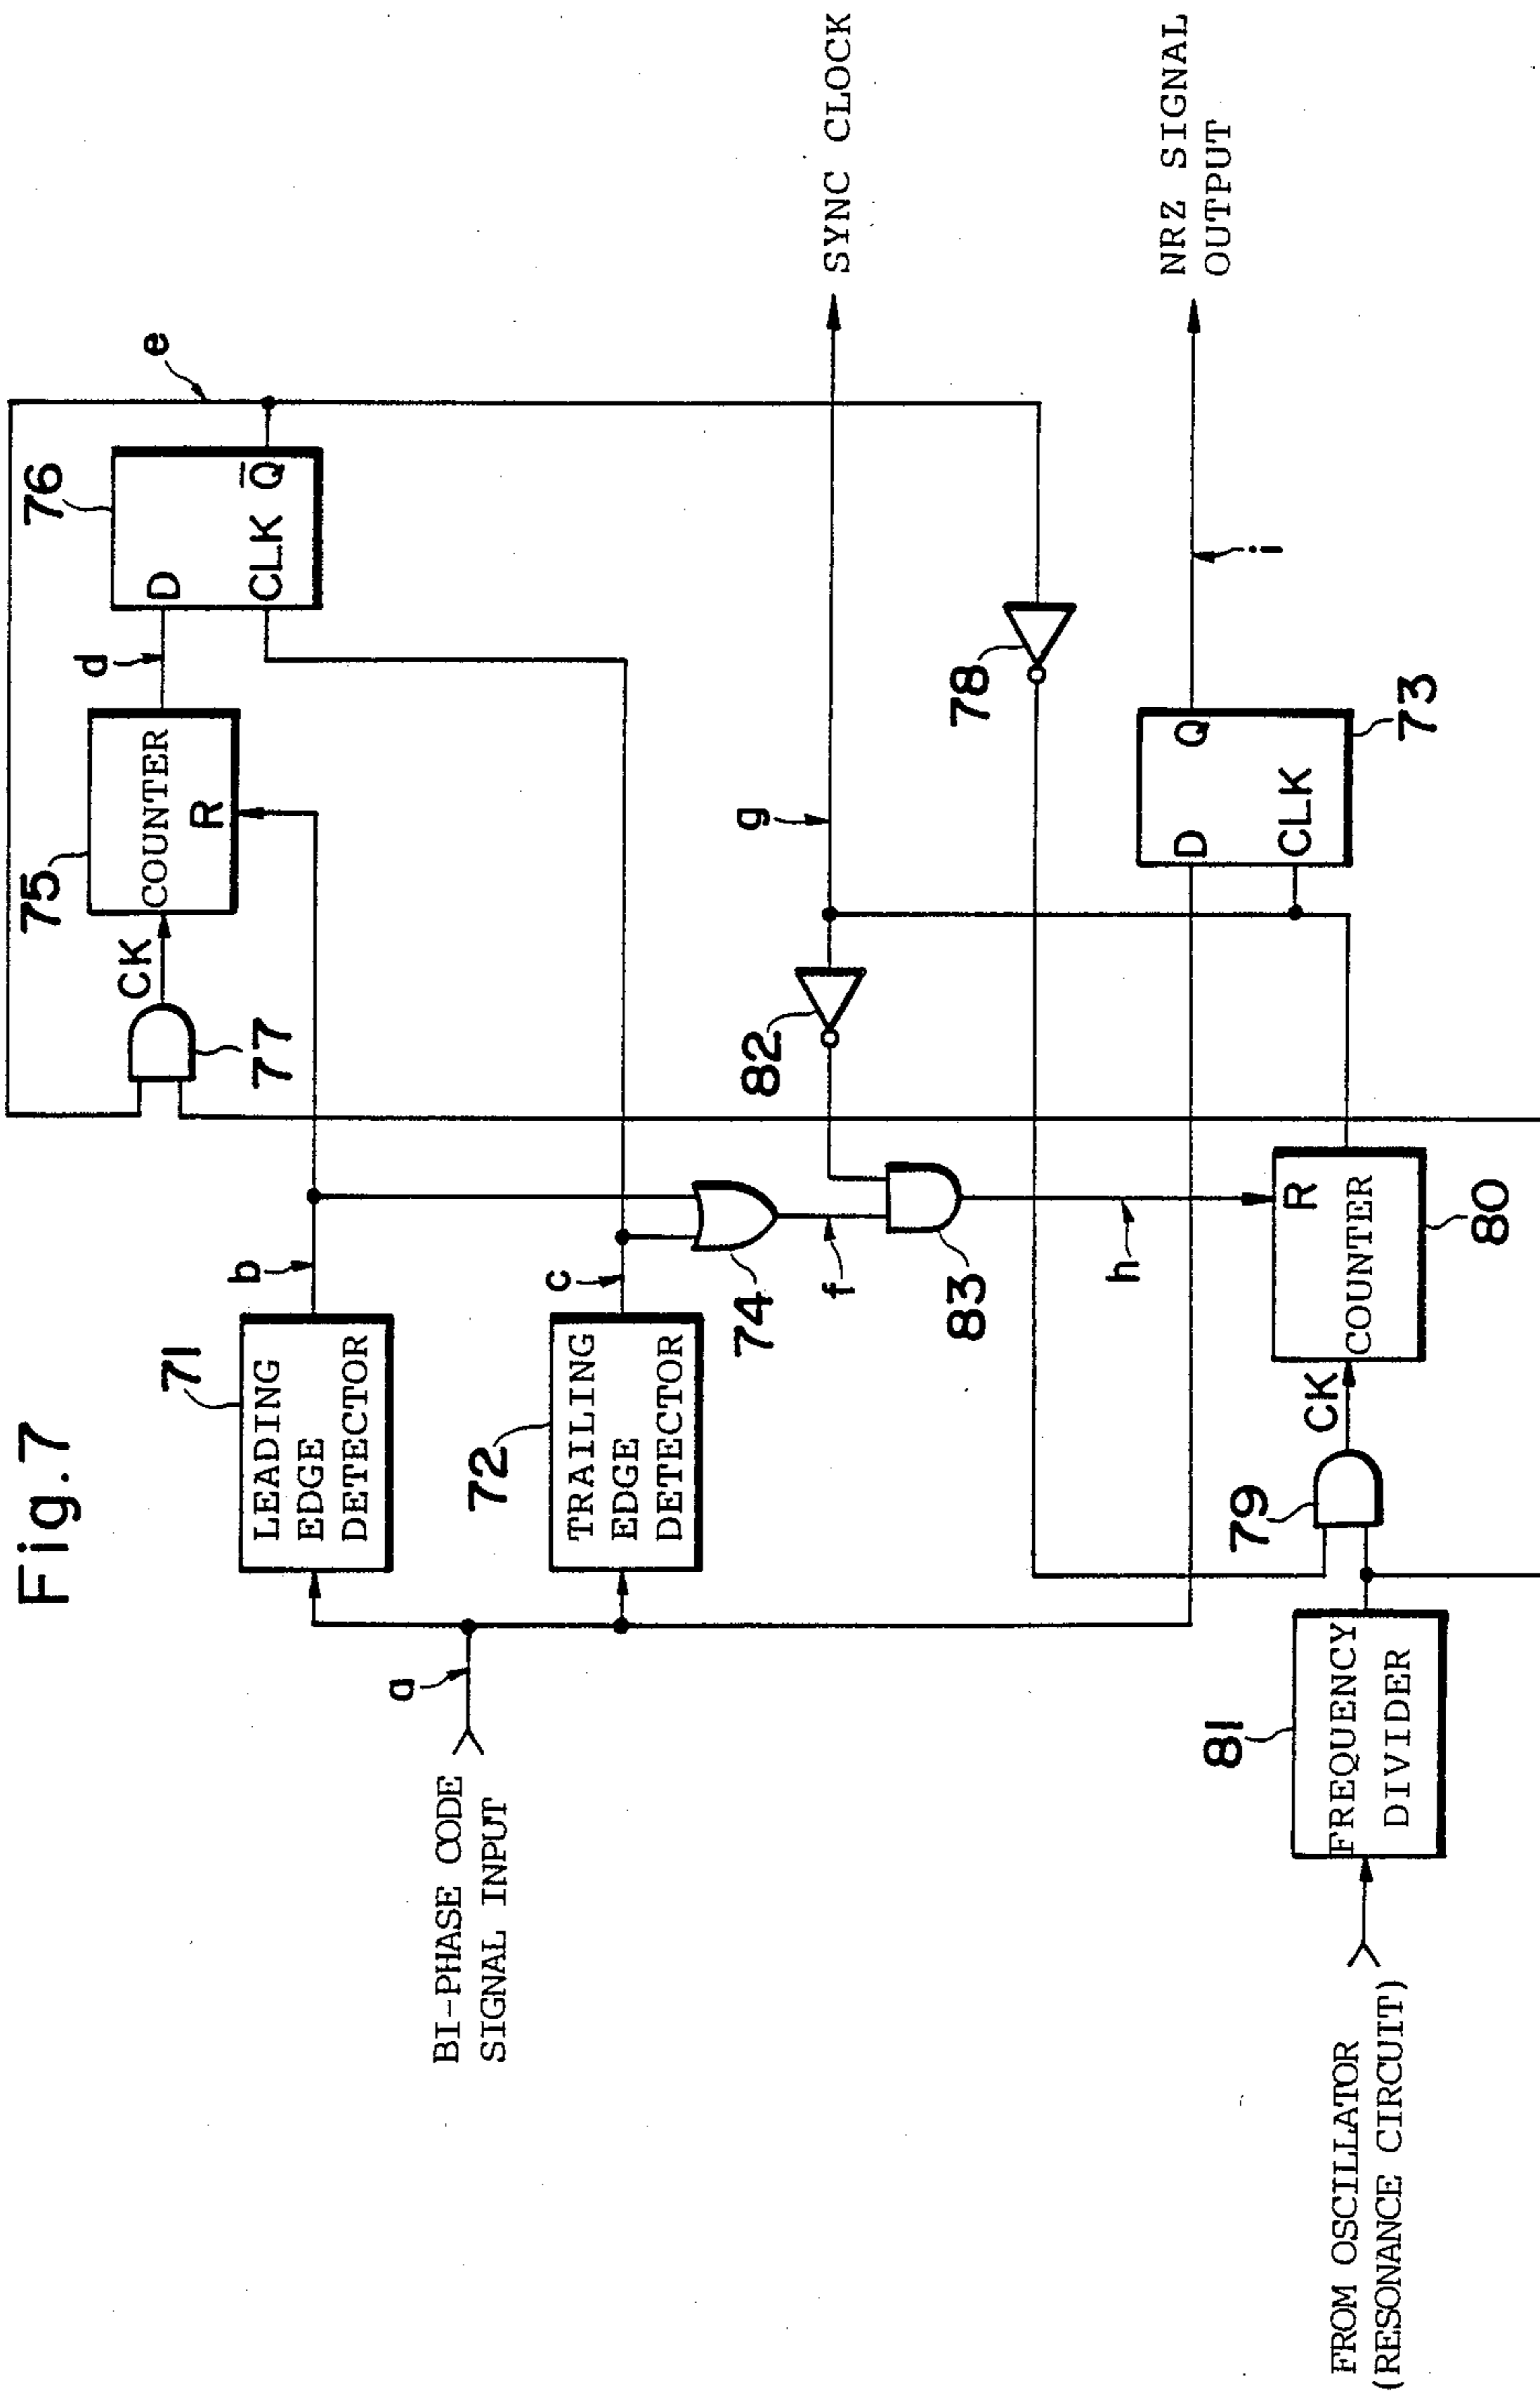 Fig.7
BI-PHASE CODE
SIGNAL INPUT
a
71
LEADING
EDGE
DETECTOR
b
72
TRAILING
EDGE
DETECTOR
c
74
f
83
h
77
CK
75
COUNTER
R
d
76
D
CLK
Q̅
e
82
g
SYNC CLOCK
78
FROM OSCILLATOR
(RESONANCE CIRCUIT)
81
FREQUENCY
DIVIDER
79
CK
R
COUNTER
80
D
Q
CLK
73
i
NRZ SIGNAL
OUTPUT